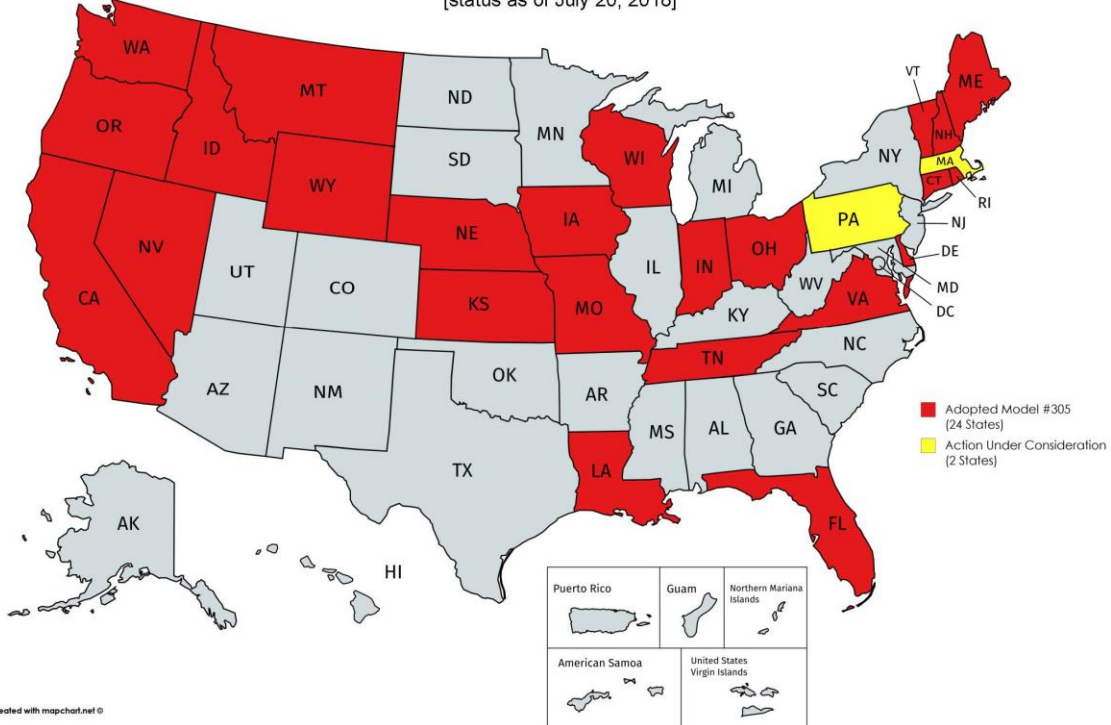 [status as of July 20, 2018]
WA
MT
ND
MN
VT
ME
OR
ID
SD
WI
NY
NH
MA
WY
MI
CT
RI
IA
PA
NJ
NE
NV
OH
DE
UT
IL
IN
MD
CA
CO
WV
VA
DC
KS
MO
KY
NC
TN
OK
AZ
NM
AR
SC
Adopted Model #305
(24 States)
MS
AL
GA
Action Under Consideration
(2 States)
TX
LA
AK
FL
HI
Puerto Rico
Guam
Northern Mariana
Islands
American Samoa
United States
Virgin Islands
eated with mapchart.net ©